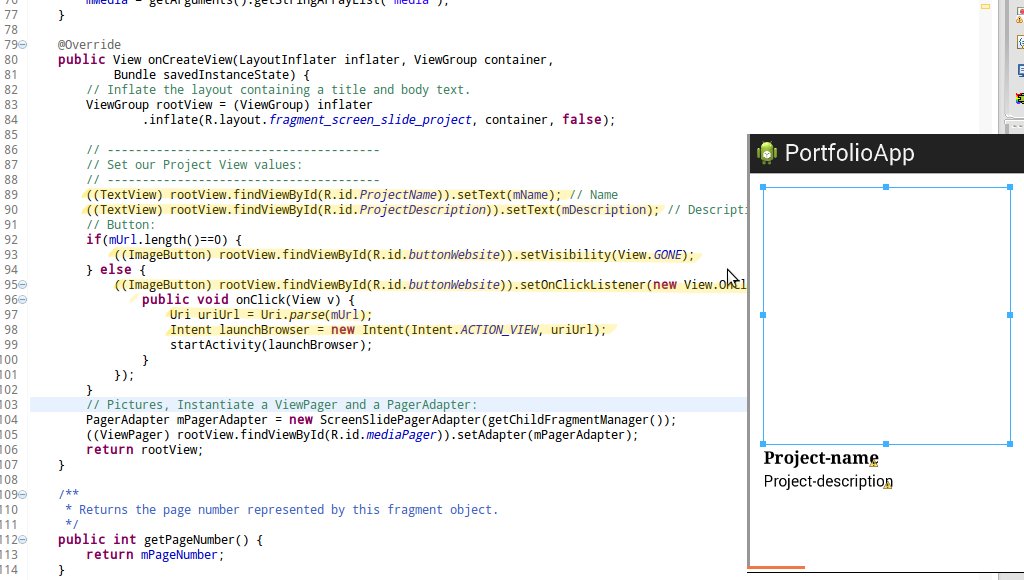 76 mMedia = getArguments().getStringArrayList("media");
77 }
78
79 @Override
80 public View onCreateView(LayoutInflater inflater, ViewGroup container,
81 Bundle savedInstanceState) {
82 // Inflate the layout containing a title and body text.
83 ViewGroup rootView = (ViewGroup) inflater
84 .inflate(R.layout.fragment_screen_slide_project, container, false);
85
86 // -------------------------------------
87 // Set our Project View values:
88 // -------------------------------------
89 ((TextView) rootView.findViewById(R.id.ProjectName)).setText(mName); // Name
90 ((TextView) rootView.findViewById(R.id.ProjectDescription)).setText(mDescription); // Descripti
91 // Button:
92 if(mUrl.length()==0) {
93 ((ImageButton) rootView.findViewById(R.id.buttonWebsite)).setVisibility(View.GONE);
94 } else {
95 ((ImageButton) rootView.findViewById(R.id.buttonWebsite)).setOnClickListener(new View.OnCl
96 public void onClick(View v) {
97 Uri uriUrl = Uri.parse(mUrl);
98 Intent launchBrowser = new Intent(Intent.ACTION_VIEW, uriUrl);
99 startActivity(launchBrowser);
100 }
101 });
102 }
103 // Pictures, Instantiate a ViewPager and a PagerAdapter:
104 PagerAdapter mPagerAdapter = new ScreenSlidePagerAdapter(getChildFragmentManager());
105 ((ViewPager) rootView.findViewById(R.id.mediaPager)).setAdapter(mPagerAdapter);
106 return rootView;
107 }
108
109 /**
110 * Returns the page number represented by this fragment object.
111 */
112 public int getPageNumber() {
113 return mPageNumber;
114 }
PortfolioApp
Project-name
Project-description